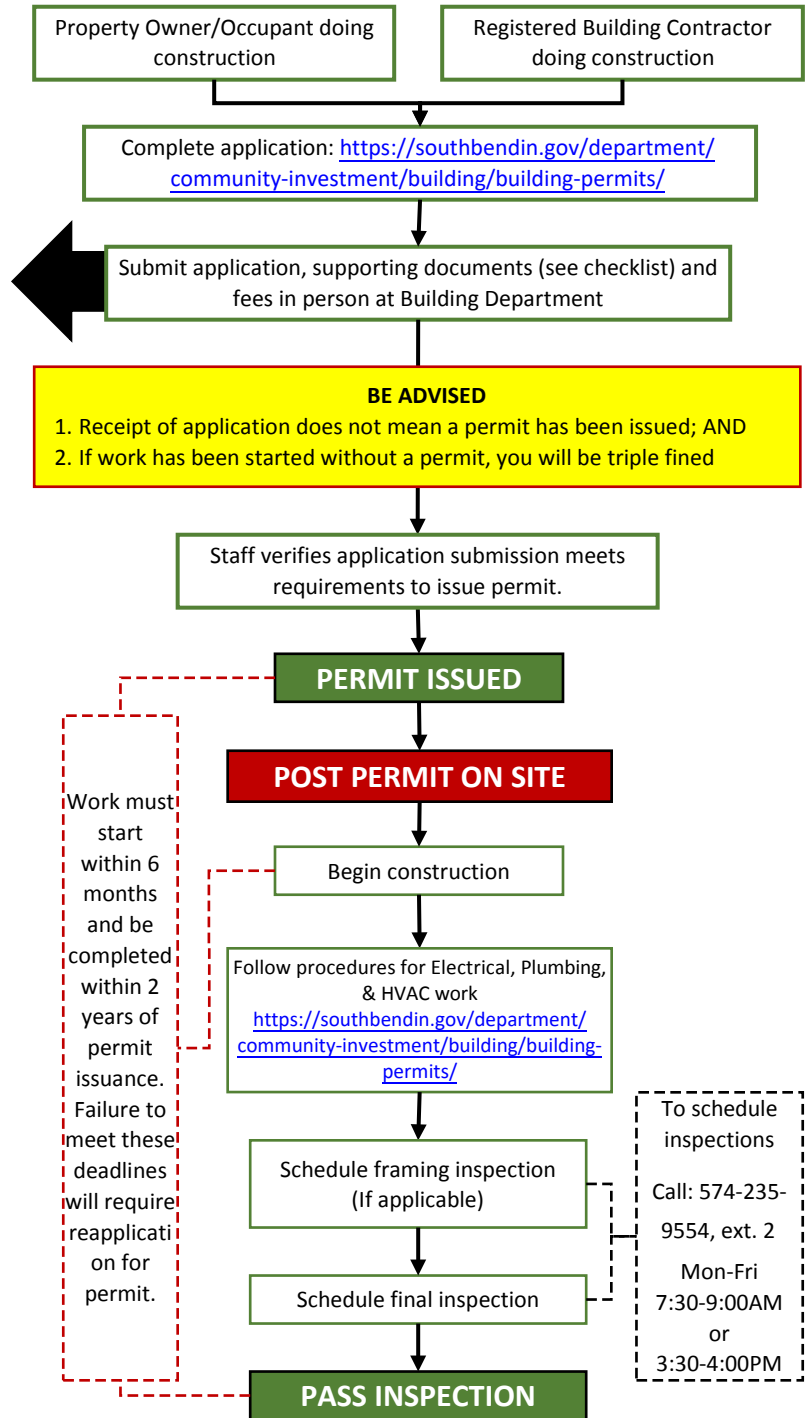 Property Owner/Occupant doing
construction
Registered Building Contractor
doing construction
Complete application: https://southbendin.gov/department/
community-investment/building/building-permits/
Submit application, supporting documents (see checklist) and
fees in person at Building Department
BE ADVISED
1. Receipt of application does not mean a permit has been issued; AND
2. If work has been started without a permit, you will be triple fined
Staff verifies application submission meets
requirements to issue permit.
PERMIT ISSUED
POST PERMIT ON SITE
Work must
start
within 6
months
and be
completed
within 2
years of
permit
issuance.
Failure to
meet these
deadlines
will require
reapplicati
on for
permit.
Begin construction
Follow procedures for Electrical, Plumbing,
& HVAC work
https://southbendin.gov/department/
community-investment/building/building-
permits/
Schedule framing inspection
(If applicable)
Schedule final inspection
To schedule
inspections
Call: 574-235-
9554, ext. 2
Mon-Fri
7:30-9:00AM
or
3:30-4:00PM
PASS INSPECTION